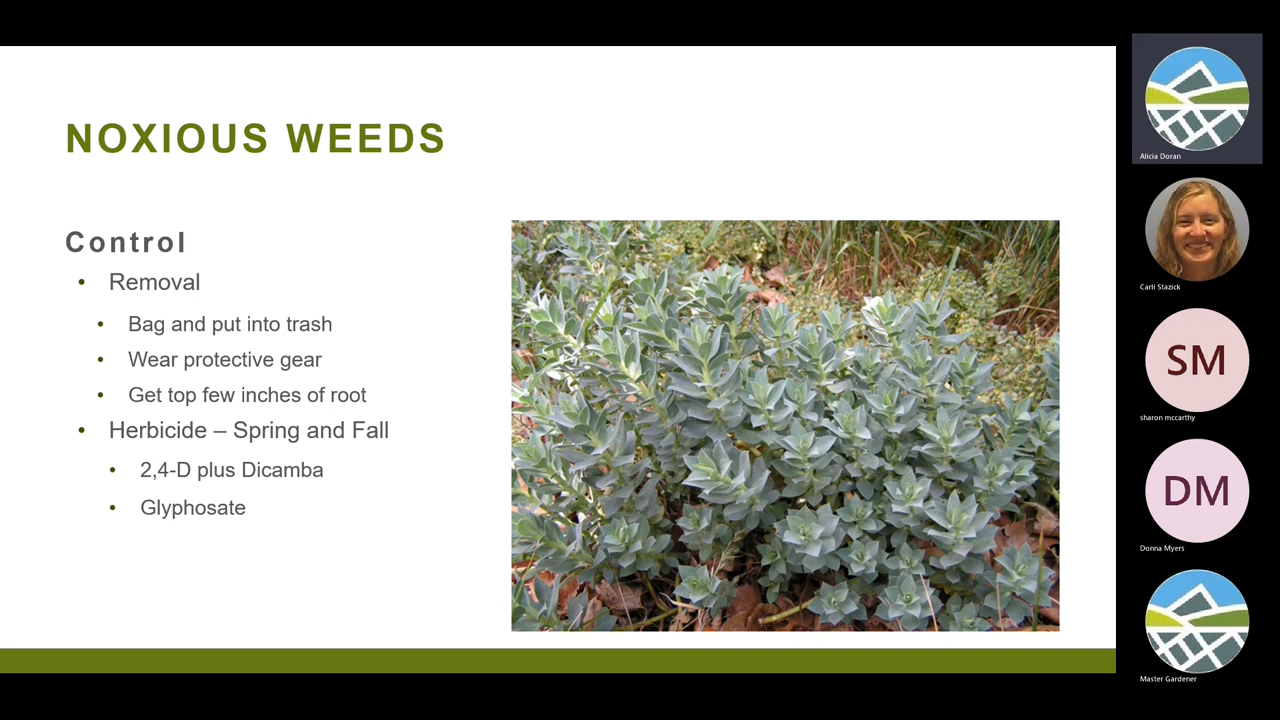 NOXIOUS WEEDS
Control
• Removal
• Bag and put into trash
• Wear protective gear
• Get top few inches of root
• Herbicide – Spring and Fall
• 2,4-D plus Dicamba
• Glyphosate
Alicia Doran
Carli Stazick
SM
sharon mccarthy
DM
Donna Myers
Master Gardener